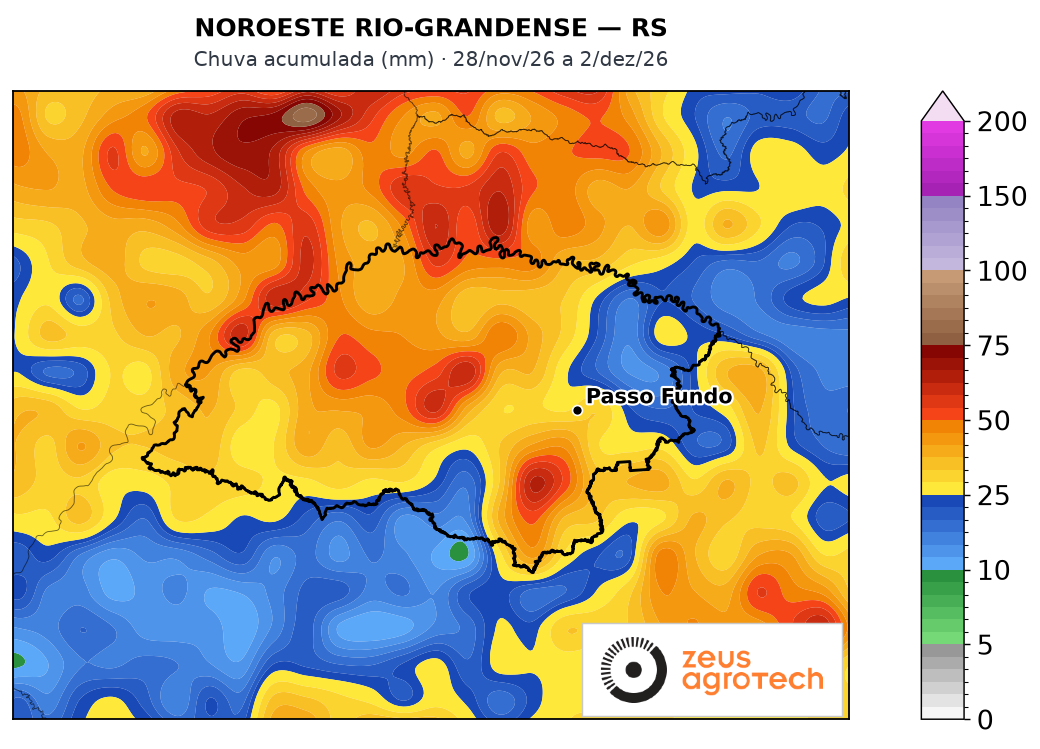 NOROESTE RIO-GRANDENSE — RS
Chuva acumulada (mm) · 28/nov/26 a 2/dez/26
200
150
100
75
50
25
10
5
0
Passo Fundo
zeus
agrotech